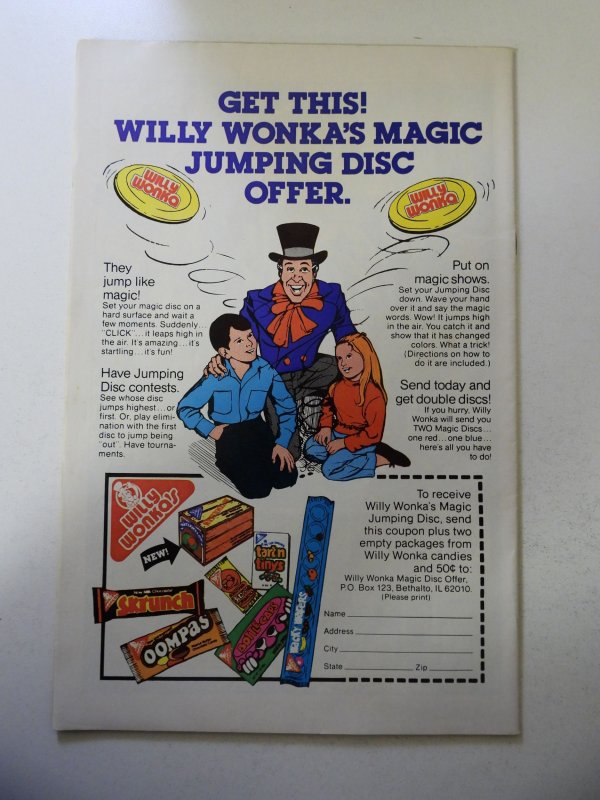 GET THIS!
WILLY WONKA'S MAGIC
JUMPING DISC
OFFER.
WILLY
WONKA
WILLY
WONKA
They
jump like
magic!
Set your magic disc on a
hard surface and wait a
few moments. Suddenly...
"CLICK"...it leaps high in
the air. It's amazing...it's
startling...it's fun!
Have Jumping
Disc contests.
See whose disc
jumps highest...or
first. Or, play elimi-
nation with the first
disc to jump being
"out". Have tourna-
ments.
Put on
magic shows.
Set your Jumping Disc
down. Wave your hand
over it and say the magic
words. Wow! It jumps high
in the air. You catch it and
show that it has changed
colors. What a trick!
(Directions on how to
do it are included.)
Send today and
get double discs!
If you hurry, Willy
Wonka will send you
TWO Magic Discs...
one red...one blue...
here's all you have
to do!
WILLY
WONKA'S
NEW!
tart n
tinys
Skrunch
OOMPAS
BOTTLE CAPS
WACKY WAFERS
To receive
Willy Wonka's Magic
Jumping Disc, send
this coupon plus two
empty packages from
Willy Wonka candies
and 50¢ to:
Willy Wonka Magic Disc Offer,
P.O. Box 123, Bethalto, IL 62010.
(Please print)
Name
Address
City
State Zip